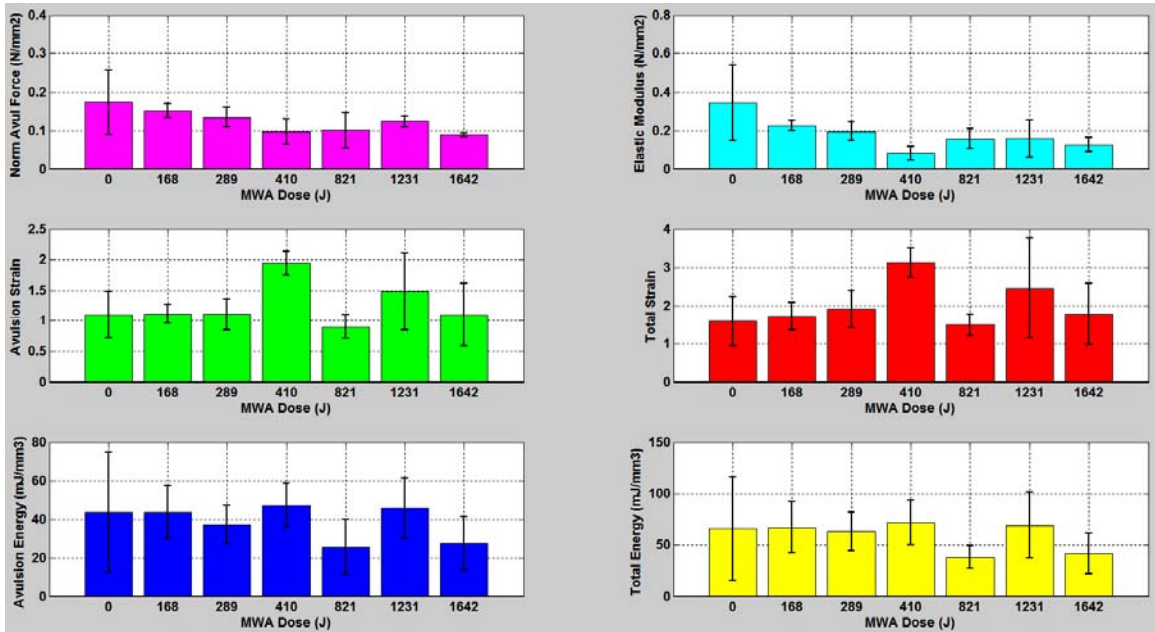 Norm Avul Force (N/mm2)
0.4
0.3
0.2
0.1
0
0 168 289 410 821 1231 1642
MWA Dose (J)
Elastic Modulus (N/mm2)
0.8
0.6
0.4
0.2
0
0 168 289 410 821 1231 1642
MWA Dose (J)
Avulsion Strain
2.5
2
1.5
1
0.5
0
0 168 289 410 821 1231 1642
MWA Dose (J)
Total Strain
4
3
2
1
0
0 168 289 410 821 1231 1642
MWA Dose (J)
Avulsion Energy (mJ/mm3)
80
60
40
20
0
0 168 289 410 821 1231 1642
MWA Dose (J)
Total Energy (mJ/mm3)
150
100
50
0
0 168 289 410 821 1231 1642
MWA Dose (J)